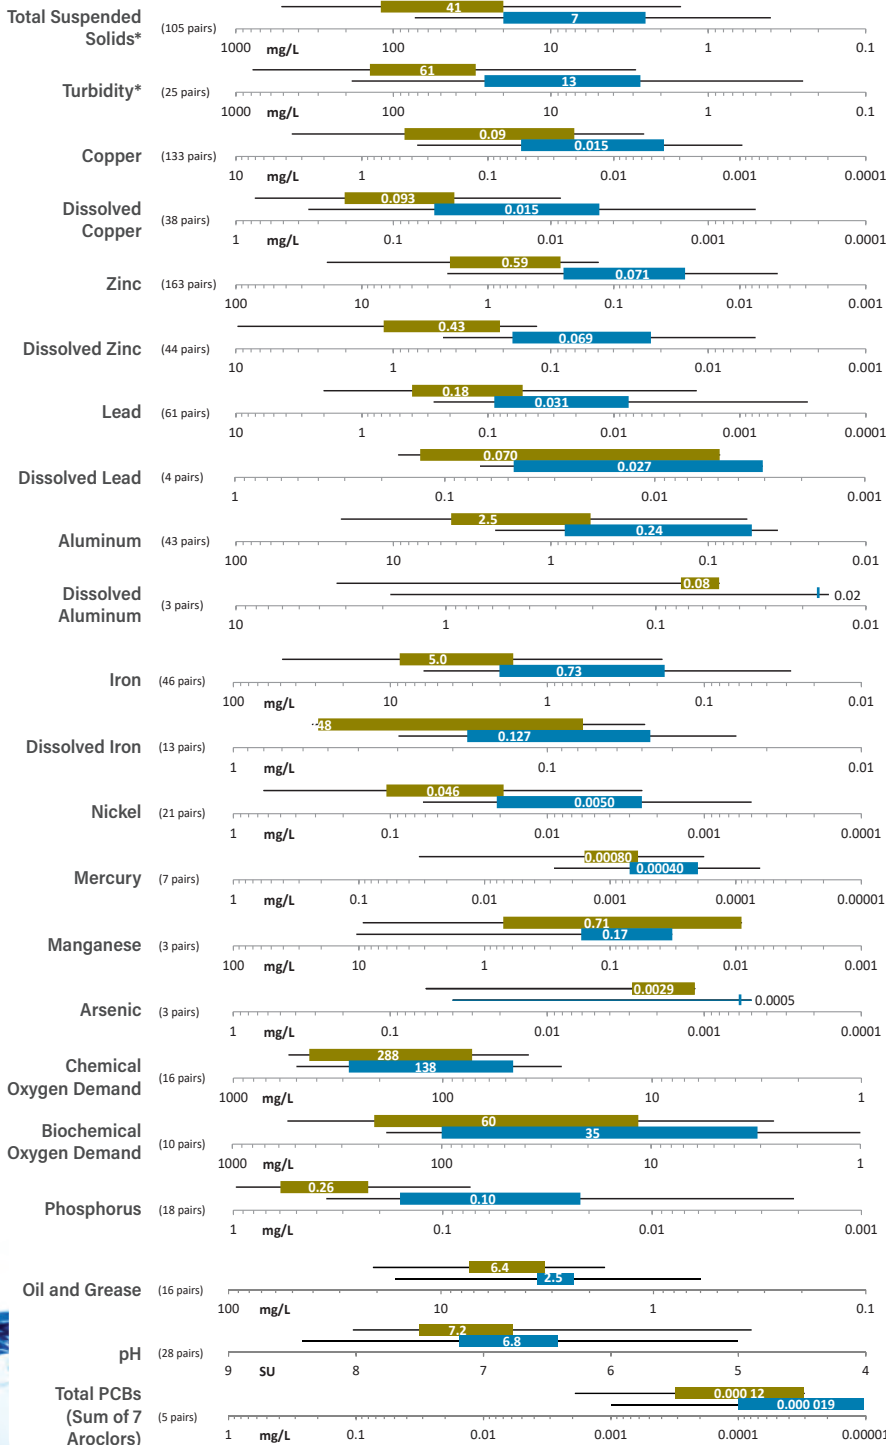 41
Total Suspended
Solids*
(105 pairs)
7
1000 mg/L 100 10 1 0.1
61
Turbidity*
(25 pairs)
13
1000 mg/L 100 10 1 0.1
0.09
Copper
(133 pairs)
0.015
10 mg/L 1 0.1 0.01 0.001 0.0001
0.093
Dissolved
Copper
(38 pairs)
0.015
1 mg/L 0.1 0.01 0.001 0.0001
0.59
Zinc
(163 pairs)
0.071
100 10 1 0.1 0.01 0.001
0.43
Dissolved Zinc
(44 pairs)
0.069
10 1 0.1 0.01 0.001
0.18
Lead
(61 pairs)
0.031
10 1 0.1 0.01 0.001 0.0001
0.070
Dissolved Lead
(4 pairs)
0.027
1 0.1 0.01 0.001
2.5
Aluminum
(43 pairs)
0.24
100 10 1 0.1 0.01
0.08
Dissolved
Aluminum
(3 pairs)
0.02
10 1 0.1 0.01
5.0
Iron
(46 pairs)
0.73
100 10 1 0.1 0.01
48
Dissolved Iron
(13 pairs)
0.127
1 mg/L 0.1 0.01
0.046
Nickel
(21 pairs)
0.0050
1 mg/L 0.1 0.01 0.001 0.0001
0.00080
Mercury
(7 pairs)
0.00040
1 mg/L 0.1 0.01 0.001 0.0001 0.00001
0.71
Manganese
(3 pairs)
0.17
100 mg/L 10 1 0.1 0.01 0.001
0.0029
Arsenic
(3 pairs)
0.0005
1 mg/L 0.1 0.01 0.001 0.0001
288
Chemical
Oxygen Demand
(16 pairs)
138
1000 mg/L 100 10 1
60
Biochemical
Oxygen Demand
(10 pairs)
35
1000 mg/L 100 10 1
0.26
Phosphorus
(18 pairs)
0.10
1 mg/L 0.1 0.01 0.001
6.4
Oil and Grease
(16 pairs)
2.5
100 mg/L 10 1 0.1
7.2
pH
(28 pairs)
6.8
9 SU 8 7 6 5 4
0.000 12
Total PCBs
(Sum of 7
Aroclors)
(5 pairs)
0.000 019
1 mg/L 0.1 0.01 0.001 0.0001 0.00001